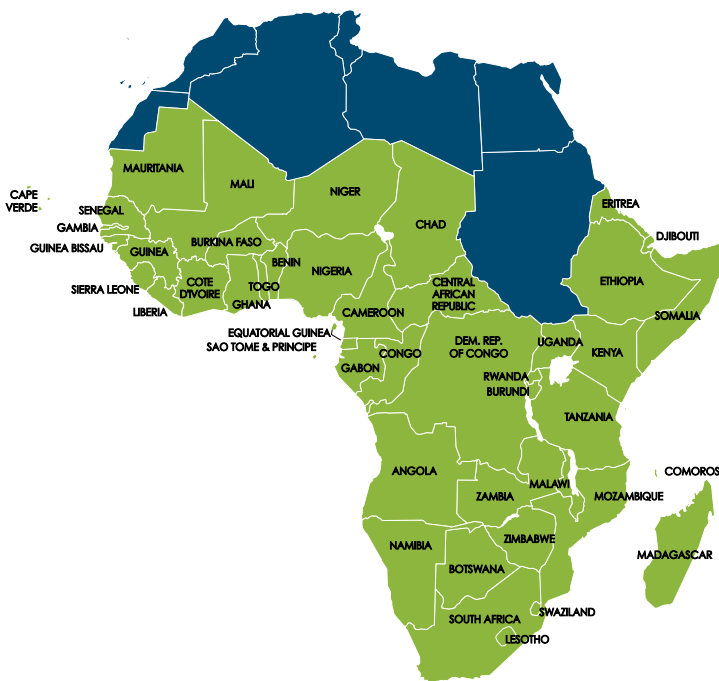 MAURITANIA
MALI
NIGER
CHAD
ERITREA
CAPE
VERDE
SENEGAL
GAMBIA
DJIBOUTI
GUINEA BISSAU
GUINEA
BURKINA FASO
BENIN
NIGERIA
ETHIOPIA
SIERRA LEONE
COTE
D'IVOIRE
TOGO
GHANA
CENTRAL
AFRICAN
REPUBLIC
LIBERIA
CAMEROON
SOMALIA
EQUATORIAL GUINEA
SAO TOME & PRINCIPE
GABON
CONGO
DEM. REP.
OF CONGO
UGANDA
KENYA
RWANDA
BURUNDI
TANZANIA
ANGOLA
ZAMBIA
MALAWI
COMOROS
MOZAMBIQUE
NAMIBIA
ZIMBABWE
MADAGASCAR
BOTSWANA
SOUTH AFRICA
SWAZILAND
LESOTHO